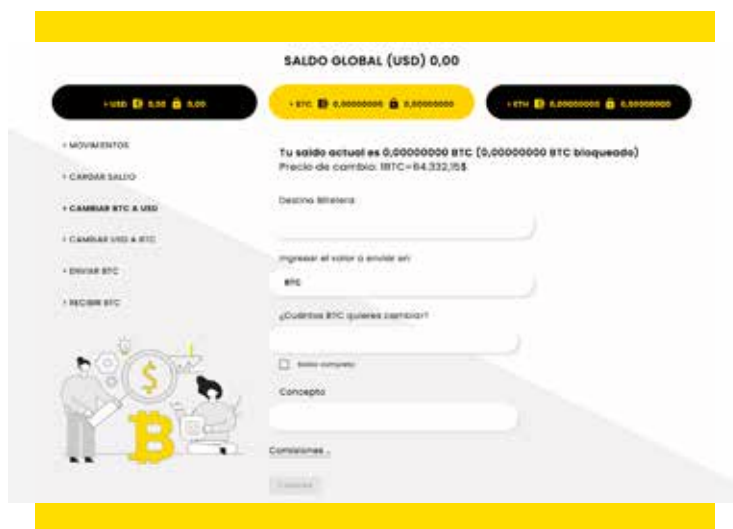 SALDO GLOBAL (USD) 0,00
+ USD 0,00 0,00
+ BTC 0,00000000 0,00000000
+ ETH 0,00000000 0,00000000
+ MOVIMIENTOS
+ CARGAR SALDO
+ CAMBIAR BTC A USD
+ CAMBIAR USD A BTC
+ ENVIAR BTC
+ RECIBIR BTC
Tu saldo actual es 0,00000000 BTC (0,00000000 BTC bloqueado)
Precio de cambio: 1BTC=64,332,15$
Destino Billetera
Ingresar el valor a enviar en:
BTC
¿Cuántos BTC quieres cambiar?
Saldo completo
Concepto
Comisiones